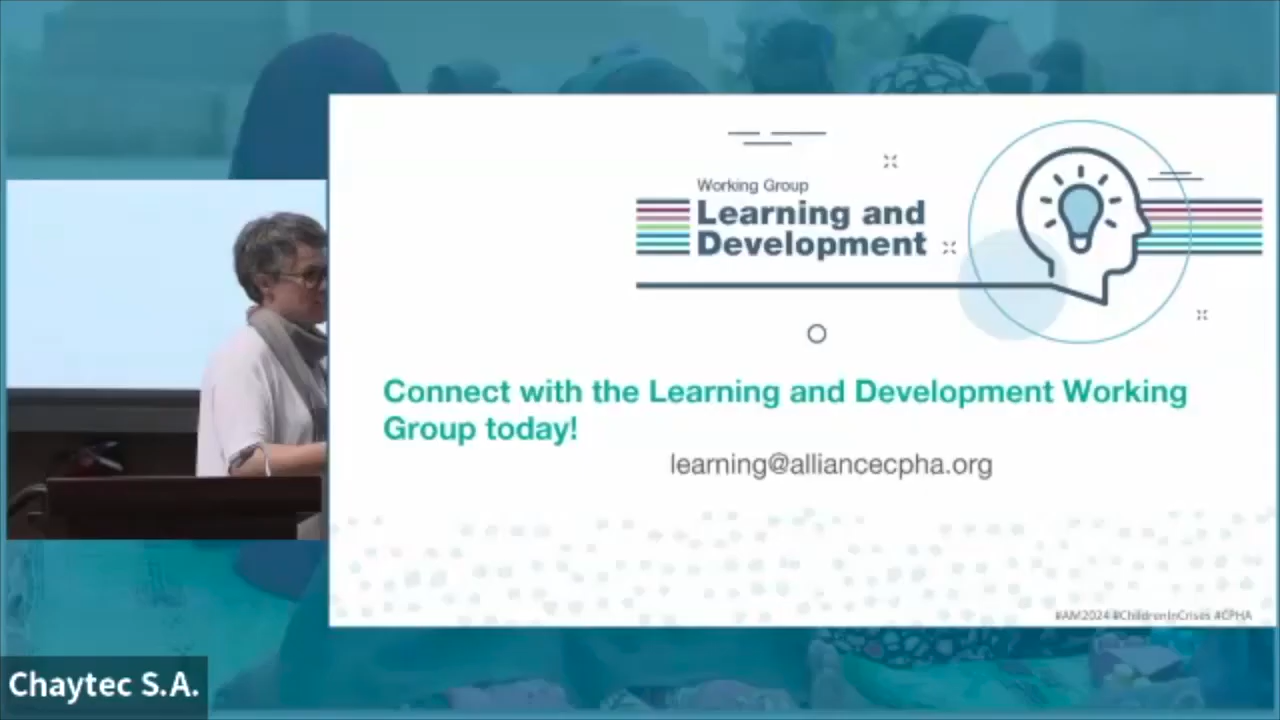 Working Group
Learning and
Development
Connect with the Learning and Development Working
Group today!
learning@alliancecpha.org
#AM2024 #ChildrenInCrises #CPHA
Chaytec S.A.